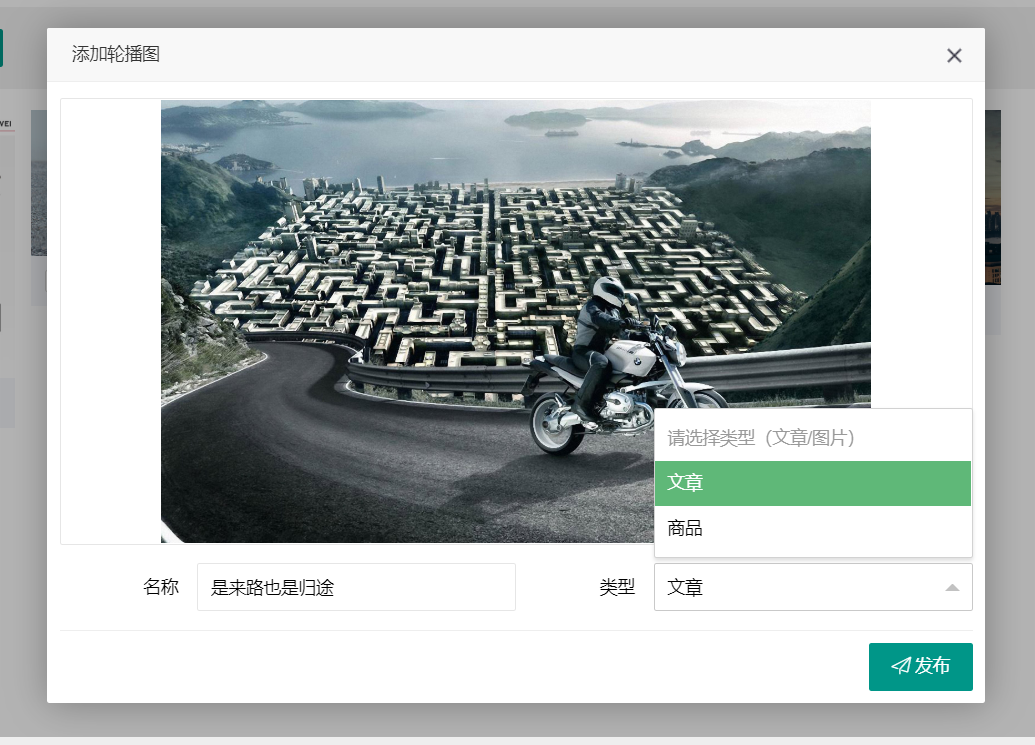 添加轮播图
请选择类型（文章/图片）
文章
商品
名称
是来路也是归途
类型
文章
发布